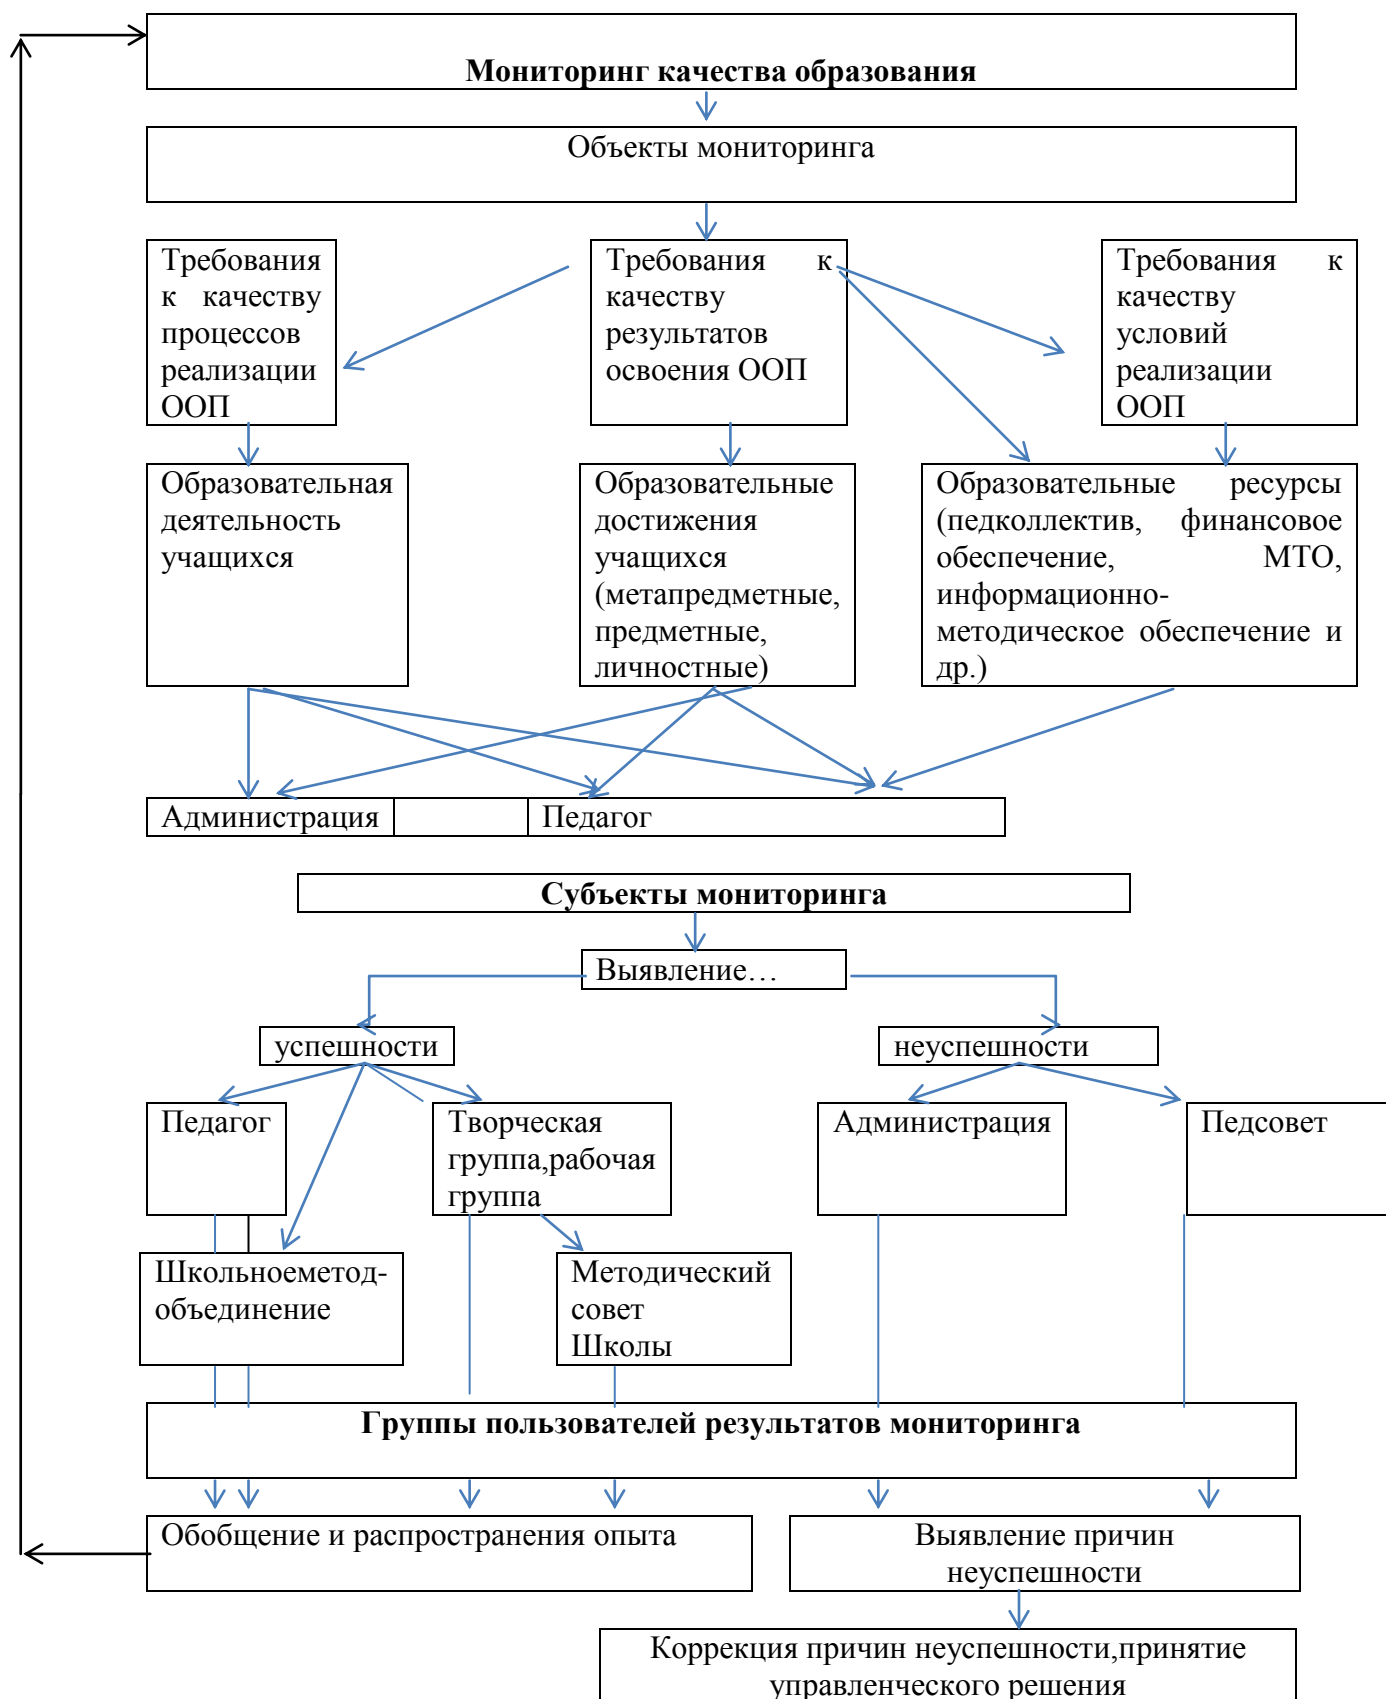 Мониторинг качества образования
Объекты мониторинга
Требования
к качеству
процессов
реализации
ООП
Требования к
качеству
результатов
освоения ООП
Требования к
качеству
условий
реализации
ООП
Образовательная
деятельность
учащихся
Образовательные
достижения
учащихся
(метапредметные,
предметные,
личностные)
Образовательные ресурсы
(педколлектив, финансовое
обеспечение, МТО,
информационно-
методическое обеспечение и
др.)
Администрация
Педагог
Субъекты мониторинга
Выявление…
успешности
неуспешности
Педагог
Творческая
группа,рабочая
группа
Администрация
Педсовет
Школьноеметод-
объединение
Методический
совет
Школы
Группы пользователей результатов мониторинга
Обобщение и распространения опыта
Выявление причин
неуспешности
Коррекция причин неуспешности,принятие
управленческого решения